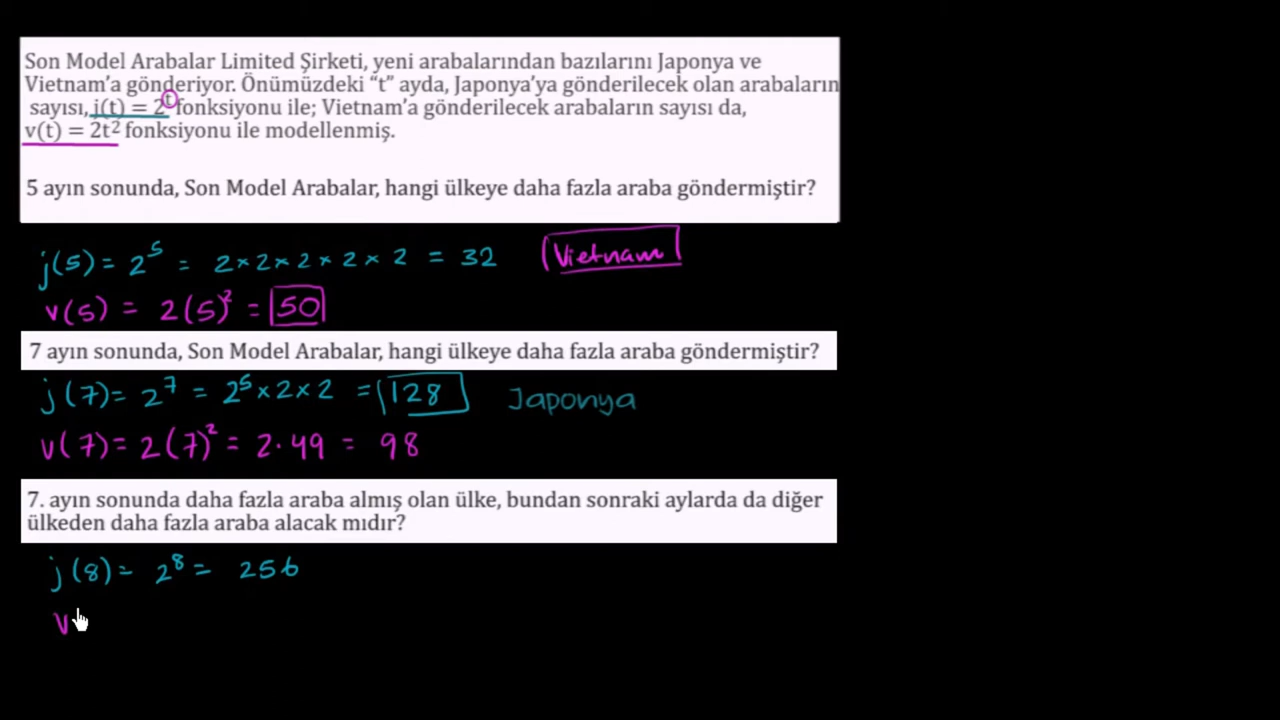 Son Model Arabalar Limited Şirketi, yeni arabalarından bazılarını Japonya ve
Vietnam’a gönderiyor. Önümüzdeki “t” ayda, Japonya’ya gönderilecek olan arabaların
sayısı, j(t) = 2ᵗ fonksiyonu ile; Vietnam’a gönderilecek arabaların sayısı da,
v(t) = 2t² fonksiyonu ile modellenmiş.
5 ayın sonunda, Son Model Arabalar, hangi ülkeye daha fazla araba göndermiştir?
j(5) = 2⁵ = 2×2×2×2×2 = 32 Vietnam
v(5) = 2(5)² = 50
7 ayın sonunda, Son Model Arabalar, hangi ülkeye daha fazla araba göndermiştir?
j(7) = 2⁷ = 2⁵×2×2 = 128 Japonya
v(7) = 2(7)² = 2·49 = 98
7. ayın sonunda daha fazla araba almış olan ülke, bundan sonraki aylarda da diğer
ülkeden daha fazla araba alacak mıdır?
j(8) = 2⁸ = 256
v